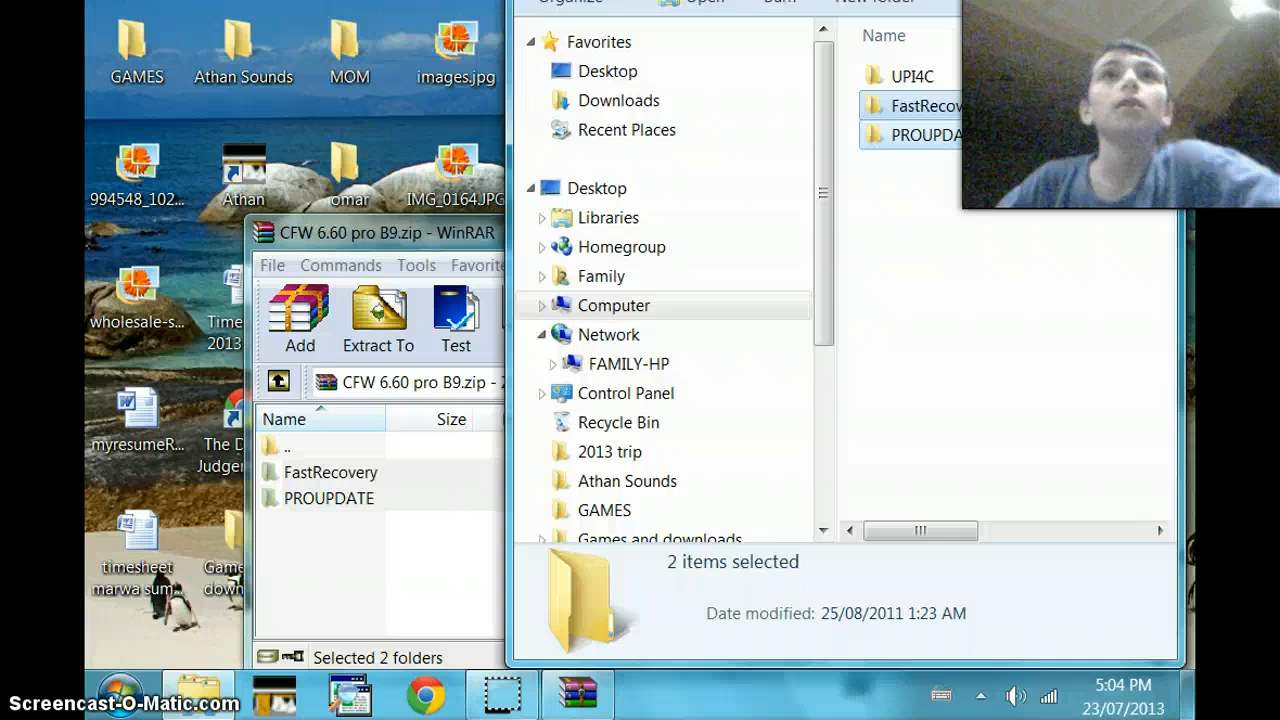 Organize
Open
Burn
New folder
GAMES
Athan Sounds
MOM
images.jpg
994548_102...
Athan
omar
IMG_0164.JPG
wholesale-s...
Time
2013
myresumeR...
The D
Judgem
timesheet
marwa sum...
Game
down
CFW 6.60 pro B9.zip - WinRAR
File
Commands
Tools
Favorite
Add
Extract To
Test
CFW 6.60 pro B9.zip -
Name
Size
..
FastRecovery
PROUPDATE
Selected 2 folders
Favorites
Desktop
Downloads
Recent Places
Desktop
Libraries
Homegroup
Family
Computer
Network
FAMILY-HP
Control Panel
Recycle Bin
2013 trip
Athan Sounds
GAMES
Games and downloads
Name
UPI4C
FastRecov
PROUPDA
2 items selected
Date modified: 25/08/2011 1:23 AM
5:04 PM
23/07/2013
Screencast-O-Matic.com